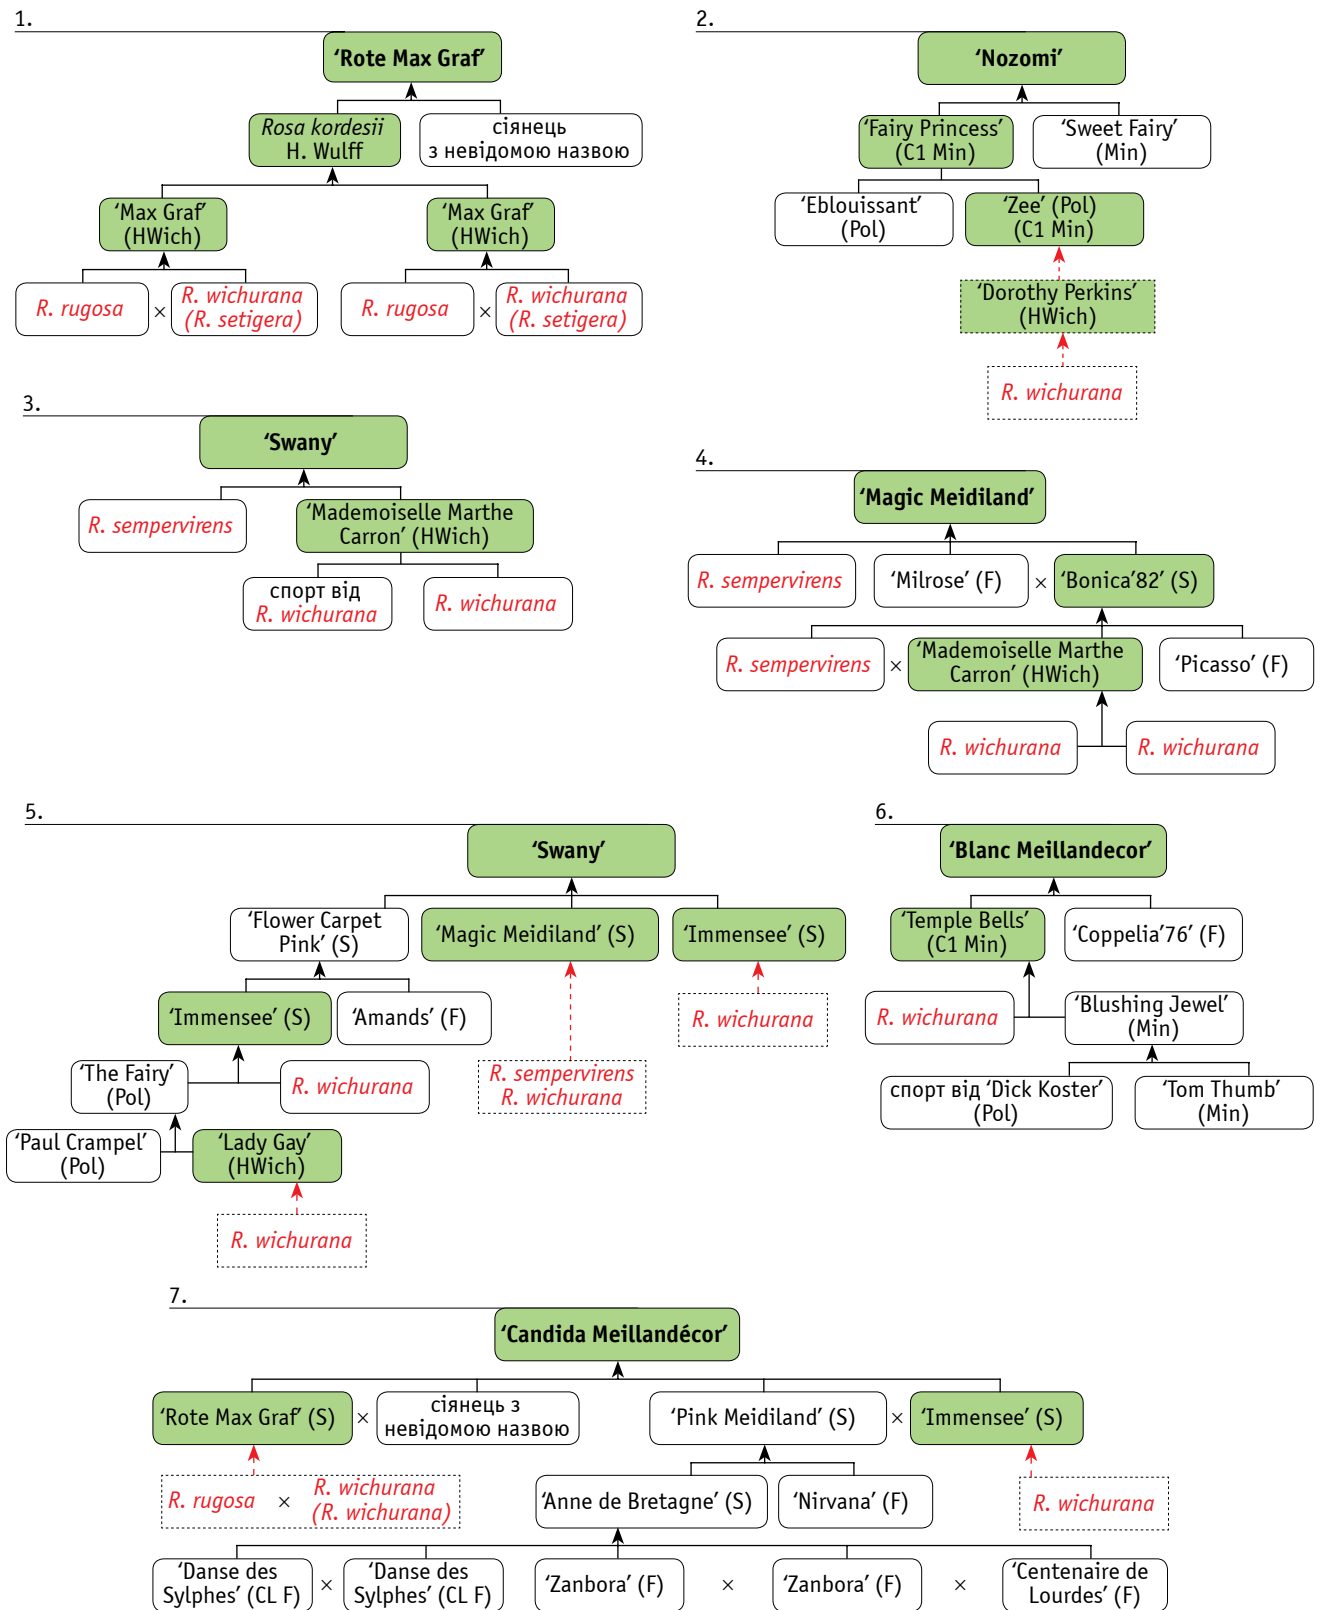 1.
‘Rote Max Graf’
Rosa kordesii
H. Wulff
сіянець
з невідомою назвою
‘Max Graf’
(HWich)
‘Max Graf’
(HWich)
R. rugosa
×
R. wichurana
(R. setigera)
R. rugosa
×
R. wichurana
(R. setigera)
2.
‘Nozomi’
‘Fairy Princess’
(C1 Min)
‘Sweet Fairy’
(Min)
‘Eblouissant’
(Pol)
‘Zee’ (Pol)
(C1 Min)
‘Dorothy Perkins’
(HWich)
R. wichurana
3.
‘Swany’
R. sempervirens
‘Mademoiselle Marthe
Carron’ (HWich)
спорт від
R. wichurana
R. wichurana
4.
‘Magic Meidiland’
R. sempervirens
‘Milrose’ (F)
×
‘Bonica’82’ (S)
R. sempervirens
×
‘Mademoiselle Marthe
Carron’ (HWich)
‘Picasso’ (F)
R. wichurana
R. wichurana
5.
‘Swany’
‘Flower Carpet
Pink’ (S)
‘Magic Meidiland’ (S)
‘Immensee’ (S)
‘Immensee’ (S)
‘Amands’ (F)
R. wichurana
‘The Fairy’
(Pol)
R. wichurana
R. sempervirens
R. wichurana
‘Paul Crampel’
(Pol)
‘Lady Gay’
(HWich)
R. wichurana
6.
‘Blanc Meillandecor’
‘Temple Bells’
(C1 Min)
‘Coppelia’76’ (F)
R. wichurana
‘Blushing Jewel’
(Min)
спорт від ‘Dick Koster’
(Pol)
‘Tom Thumb’
(Min)
7.
‘Candida Meillandécor’
‘Rote Max Graf’ (S)
×
сіянець з
невідомою назвою
‘Pink Meidiland’ (S)
×
‘Immensee’ (S)
R. rugosa
×
R. wichurana
(R. wichurana)
‘Anne de Bretagne’ (S)
‘Nirvana’ (F)
R. wichurana
‘Danse des
Sylphes’ (CL F)
×
‘Danse des
Sylphes’ (CL F)
‘Zanbora’ (F)
×
‘Zanbora’ (F)
×
‘Centenaire de
Lourdes’ (F)